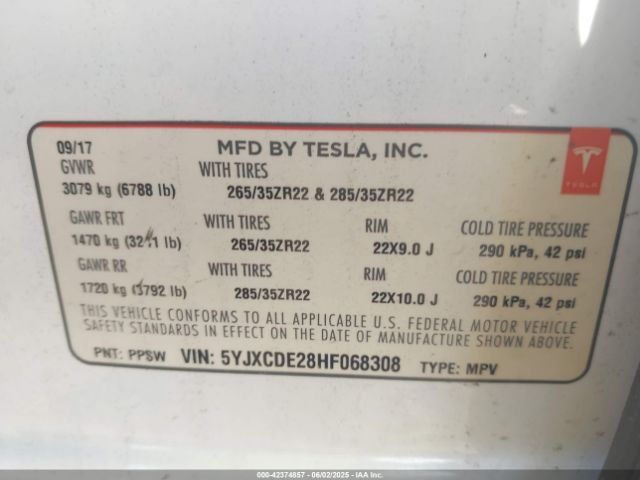 09/17 MFD BY TESLA, INC.
GVWR WITH TIRES
3079 kg (6788 lb) 265/35ZR22 & 285/35ZR22
TESLA
GAWR FRT WITH TIRES RIM COLD TIRE PRESSURE
1470 kg (3241 lb) 265/35ZR22 22X9.0 J 290 kPa, 42 psi
GAWR RR WITH TIRES RIM COLD TIRE PRESSURE
1720 kg (3792 lb) 285/35ZR22 22X10.0 J 290 kPa, 42 psi
THIS VEHICLE CONFORMS TO ALL APPLICABLE U.S. FEDERAL MOTOR VEHICLE
SAFETY STANDARDS IN EFFECT ON THE DATE OF MANUFACTURE SHOWN ABOVE.
PNT: PPSW VIN: 5YJXCDE28HF068308 TYPE: MPV
000-42374857 - 06/02/2025 - IAA Inc.